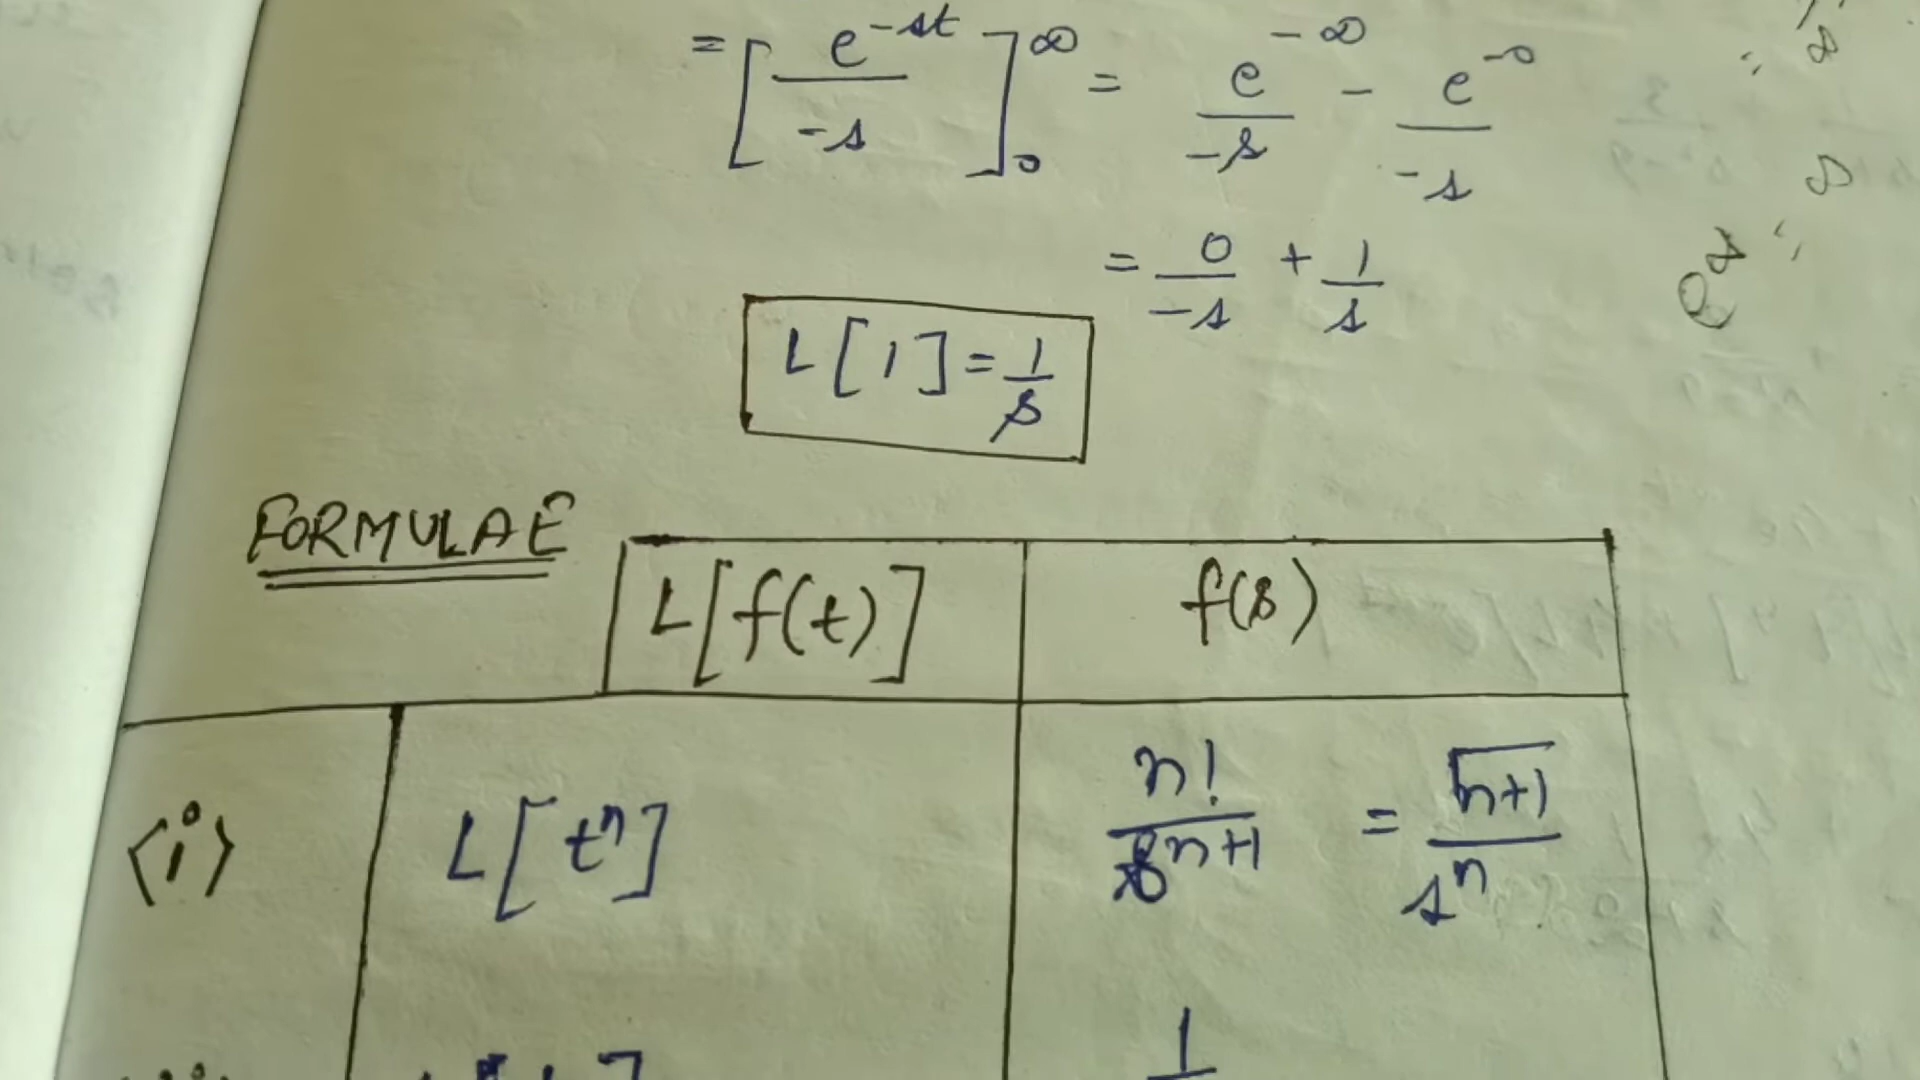 = [e^{-st}/-s]_0^∞ = e^{-∞}/-s - e^{-0}/-s
= 0/-s + 1/s
L[1] = 1/s
FORMULAE
L[f(t)] f(s)
(i) L[t^n] n!/s^{n+1} = √n+1/s^n
1